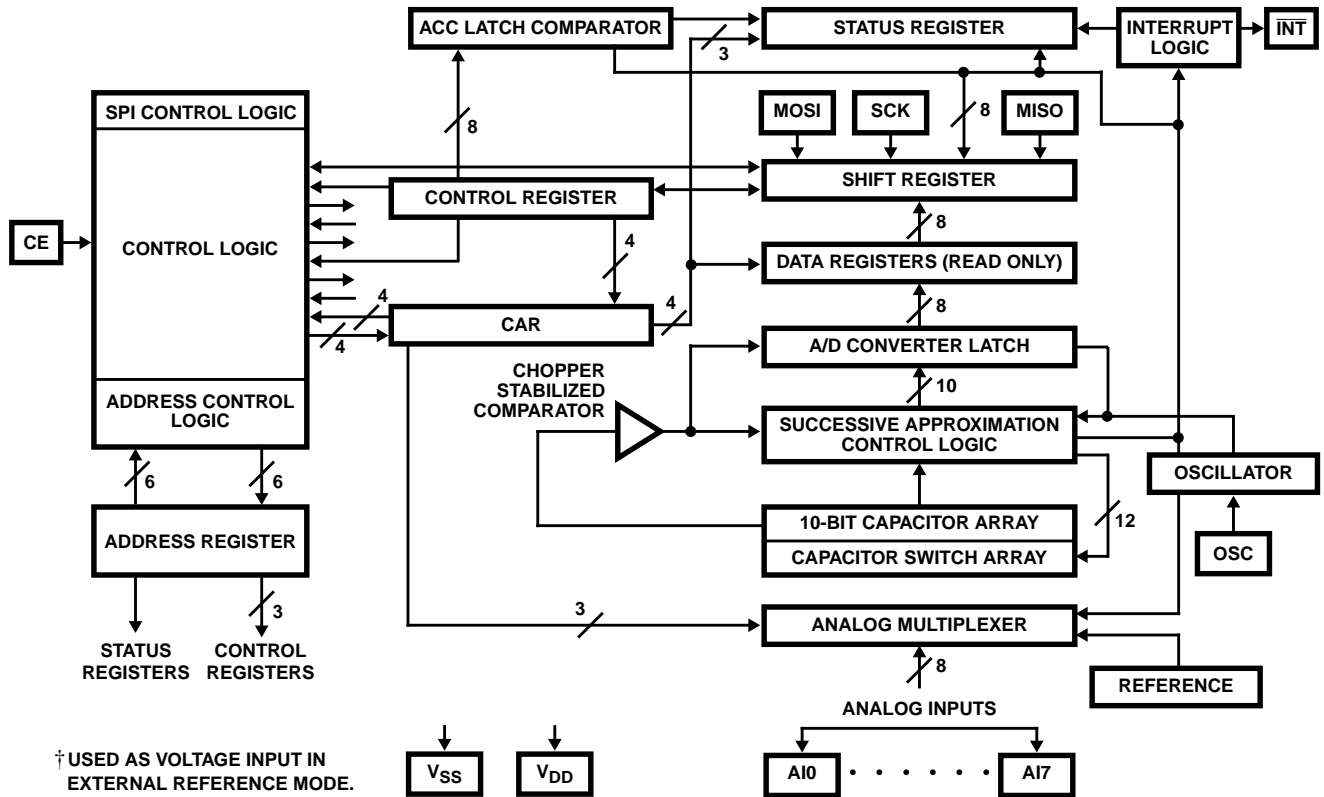 ACC LATCH COMPARATOR
3
STATUS REGISTER
INTERRUPT
LOGIC
INT
SPI CONTROL LOGIC
8
MOSI
SCK
8
MISO
CONTROL LOGIC
CE
CONTROL REGISTER
SHIFT REGISTER
4
8
DATA REGISTERS (READ ONLY)
4
4
CAR
4
8
A/D CONVERTER LATCH
CHOPPER
STABILIZED
COMPARATOR
10
ADDRESS CONTROL
LOGIC
SUCCESSIVE APPROXIMATION
CONTROL LOGIC
6
6
OSCILLATOR
12
ADDRESS REGISTER
10-BIT CAPACITOR ARRAY
CAPACITOR SWITCH ARRAY
OSC
3
3
ANALOG MULTIPLEXER
STATUS
REGISTERS
CONTROL
REGISTERS
8
REFERENCE
ANALOG INPUTS
† USED AS VOLTAGE INPUT IN
EXTERNAL REFERENCE MODE.
VSS
VDD
AI0
· · · · · · ·
AI7